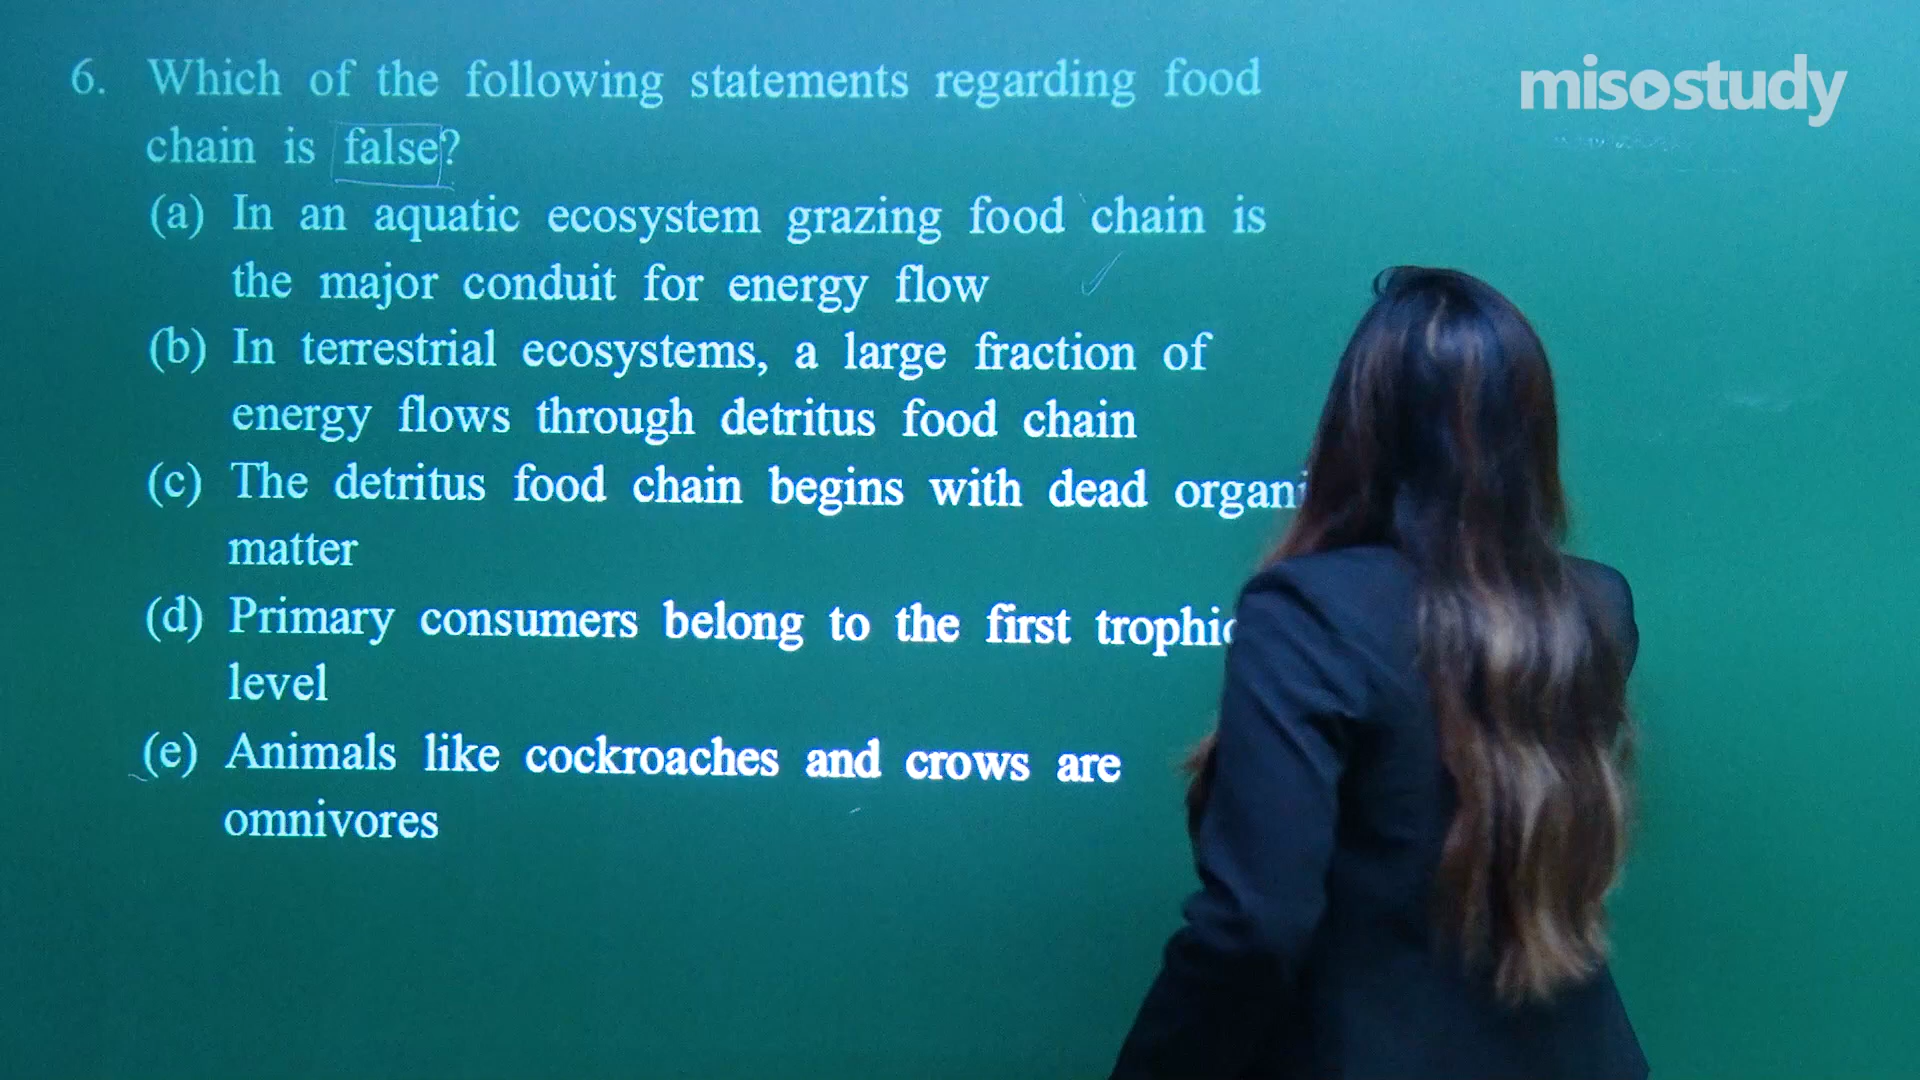 misostudy
6. Which of the following statements regarding food
chain is false?
(a) In an aquatic ecosystem grazing food chain is
the major conduit for energy flow
(b) In terrestrial ecosystems, a large fraction of
energy flows through detritus food chain
(c) The detritus food chain begins with dead
matter
(d) Primary consumers belong to the first trophic
level
(e) Animals like cockroaches and crows are
omnivores